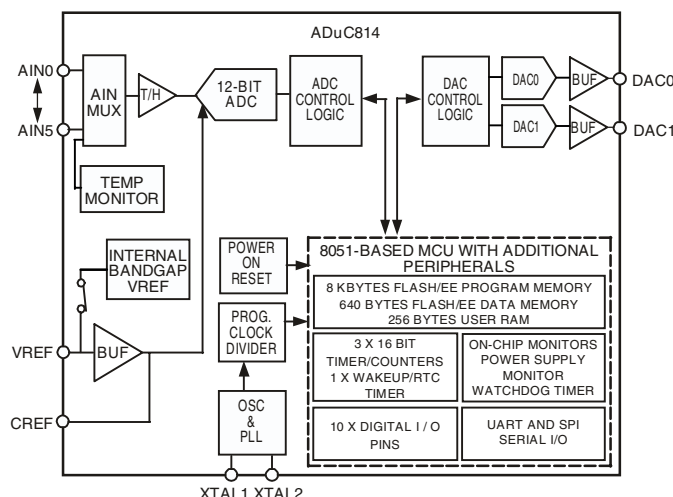 ADuC814
AIN0
AIN5
AIN
MUX
T/H
12-BIT
ADC
ADC
CONTROL
LOGIC
DAC
CONTROL
LOGIC
DAC0
BUF
DAC0
DAC1
BUF
DAC1
TEMP
MONITOR
INTERNAL
BANDGAP
VREF
VREF
BUF
CREF
POWER
ON
RESET
PROG.
CLOCK
DIVIDER
OSC
&
PLL
XTAL1 XTAL2
8051-BASED MCU WITH ADDITIONAL
PERIPHERALS
8 KBYTES FLASH/EE PROGRAM MEMORY
640 BYTES FLASH/EE DATA MEMORY
256 BYTES USER RAM
3 X 16 BIT
TIMER/COUNTERS
1 X WAKEUP/RTC
TIMER
ON-CHIP MONITORS
POWER SUPPLY
MONITOR
WATCHDOG TIMER
10 X DIGITAL I / O
PINS
UART AND SPI
SERIAL I/O